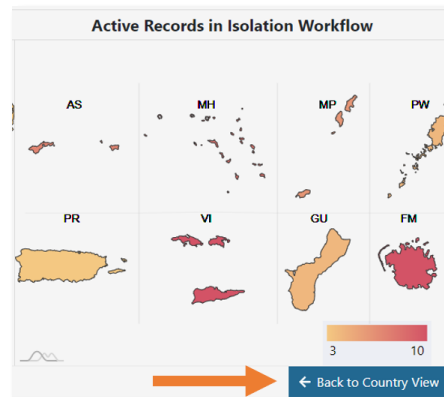 Active Records in Isolation Workflow
AS MH MP PW
PR VI GU FM
3 10
← Back to Country View